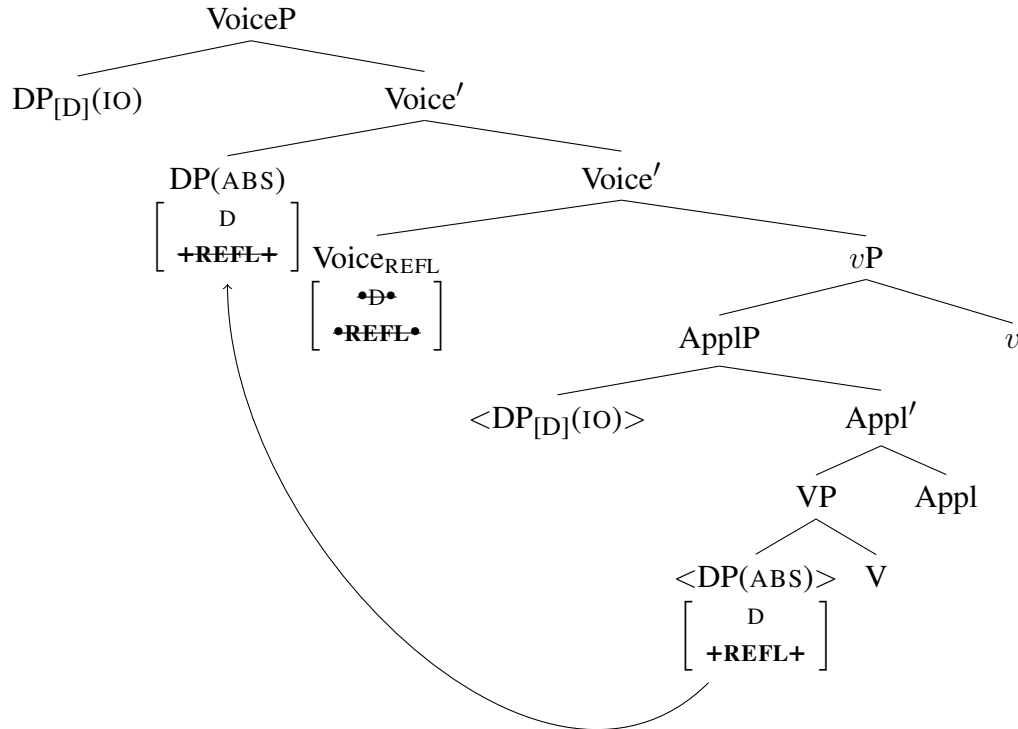 VoiceP
DP[D](IO) Voice′
DP(ABS) Voice′
D
+REFL+
VoiceREFL vP
•D•
•REFL•
ApplP v
<DP[D](IO)> Appl′
VP Appl
<DP(ABS)> V
D
+REFL+